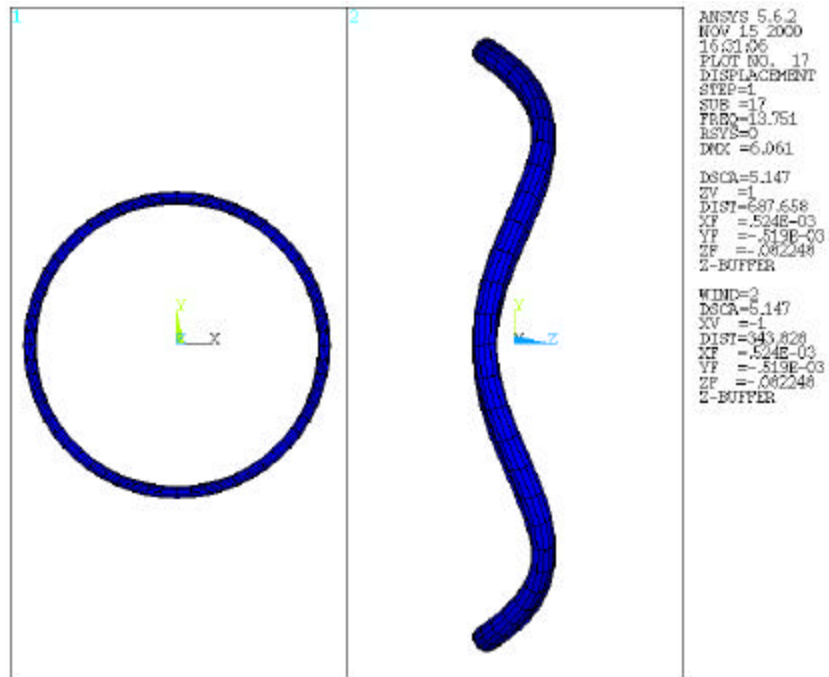 1
2
ANSYS 5.6.2
NOV 15 2000
16:31:06
PLOT NO. 17
DISPLACEMENT
STEP=1
SUB =17
FREQ=13.751
RSYS=0
DMX =6.061
DSCA=5.147
ZV =1
DIST=687.658
XF =.524E-03
YF =-.519E-03
ZF =-.082248
Z-BUFFER
WIND=2
DSCA=5.147
XV =-1
DIST=343.828
XF =.524E-03
YF =-.519E-03
ZF =-.082248
Z-BUFFER
Y
Z
X
Y
X
Z